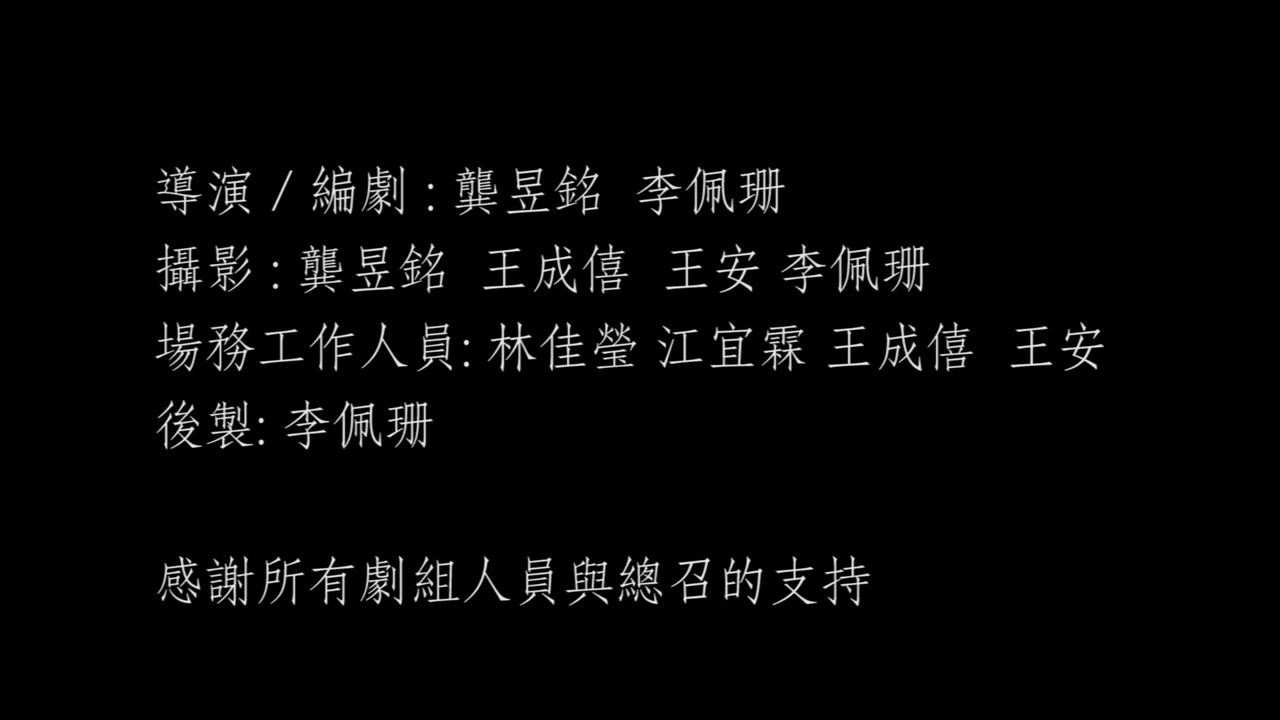 導演 / 編劇 : 龔昱銘 李佩珊
攝影 : 龔昱銘 王成僖 王安 李佩珊
場務工作人員: 林佳瑩 江宜霖 王成僖 王安
後製: 李佩珊
感謝所有劇組人員與總召的支持